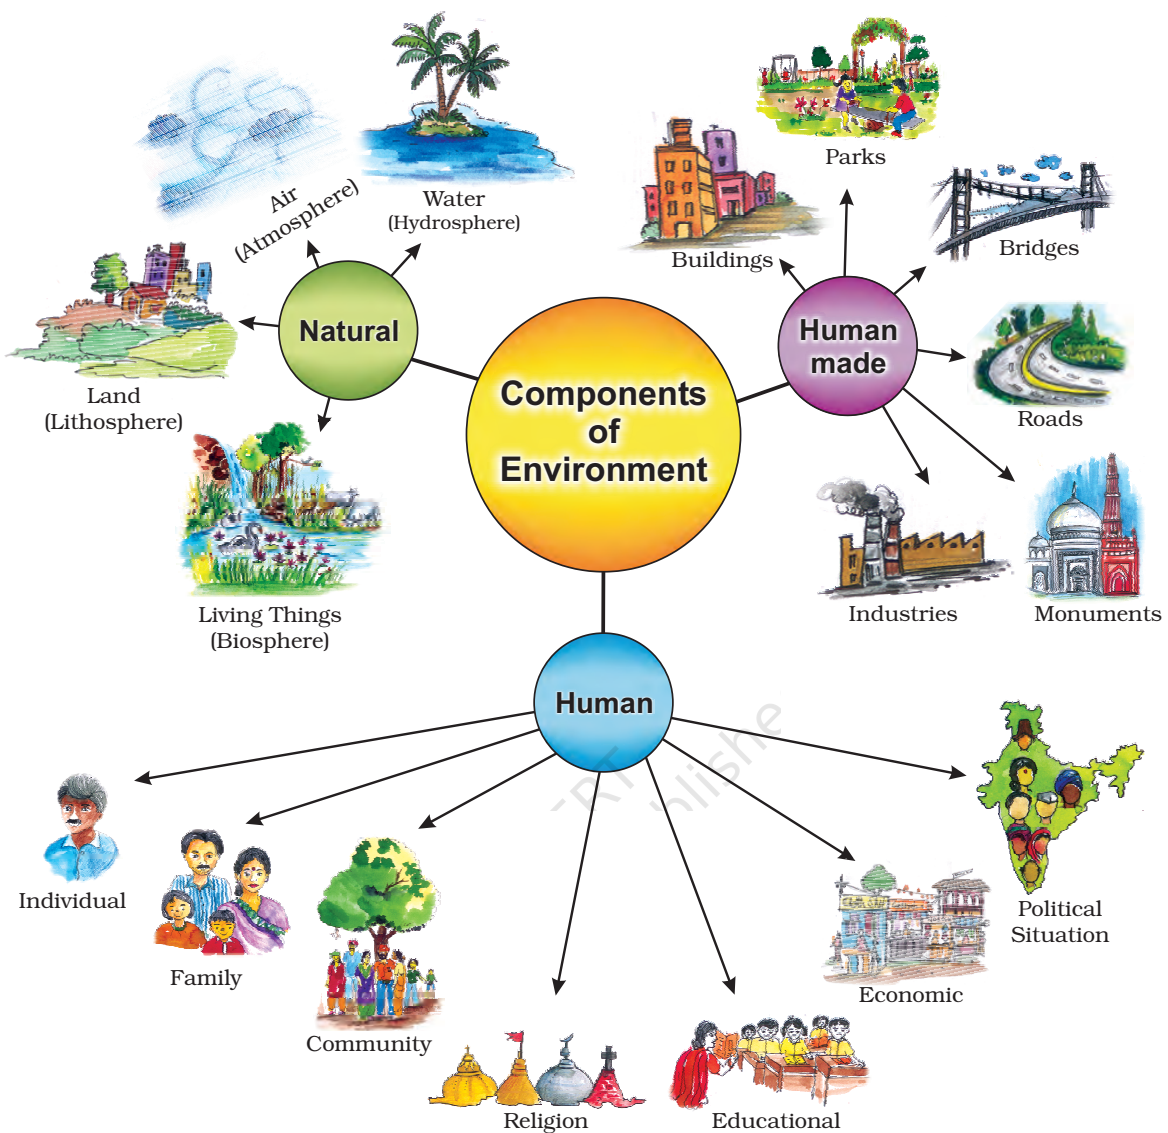 Components
of
Environment
Natural
Air
(Atmosphere)
Water
(Hydrosphere)
Land
(Lithosphere)
Living Things
(Biosphere)
Human
made
Buildings
Parks
Bridges
Roads
Monuments
Industries
Human
Individual
Family
Community
Religion
Educational
Economic
Political
Situation